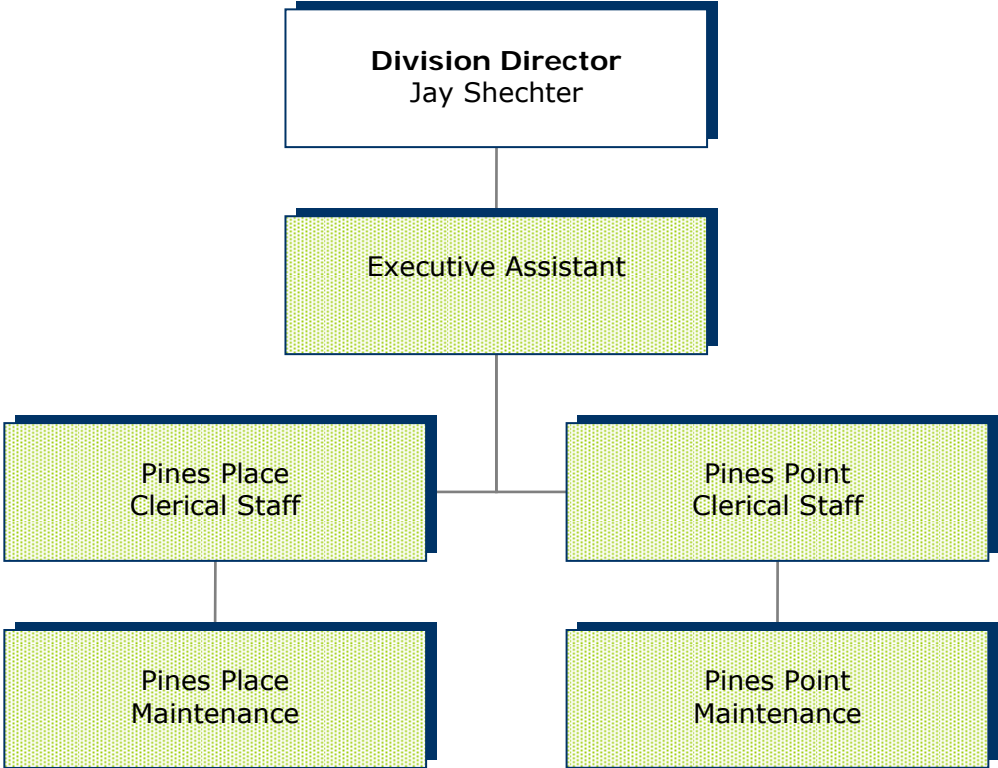 Division Director
Jay Shechter
Executive Assistant
Pines Place
Clerical Staff
Pines Point
Clerical Staff
Pines Place
Maintenance
Pines Point
Maintenance